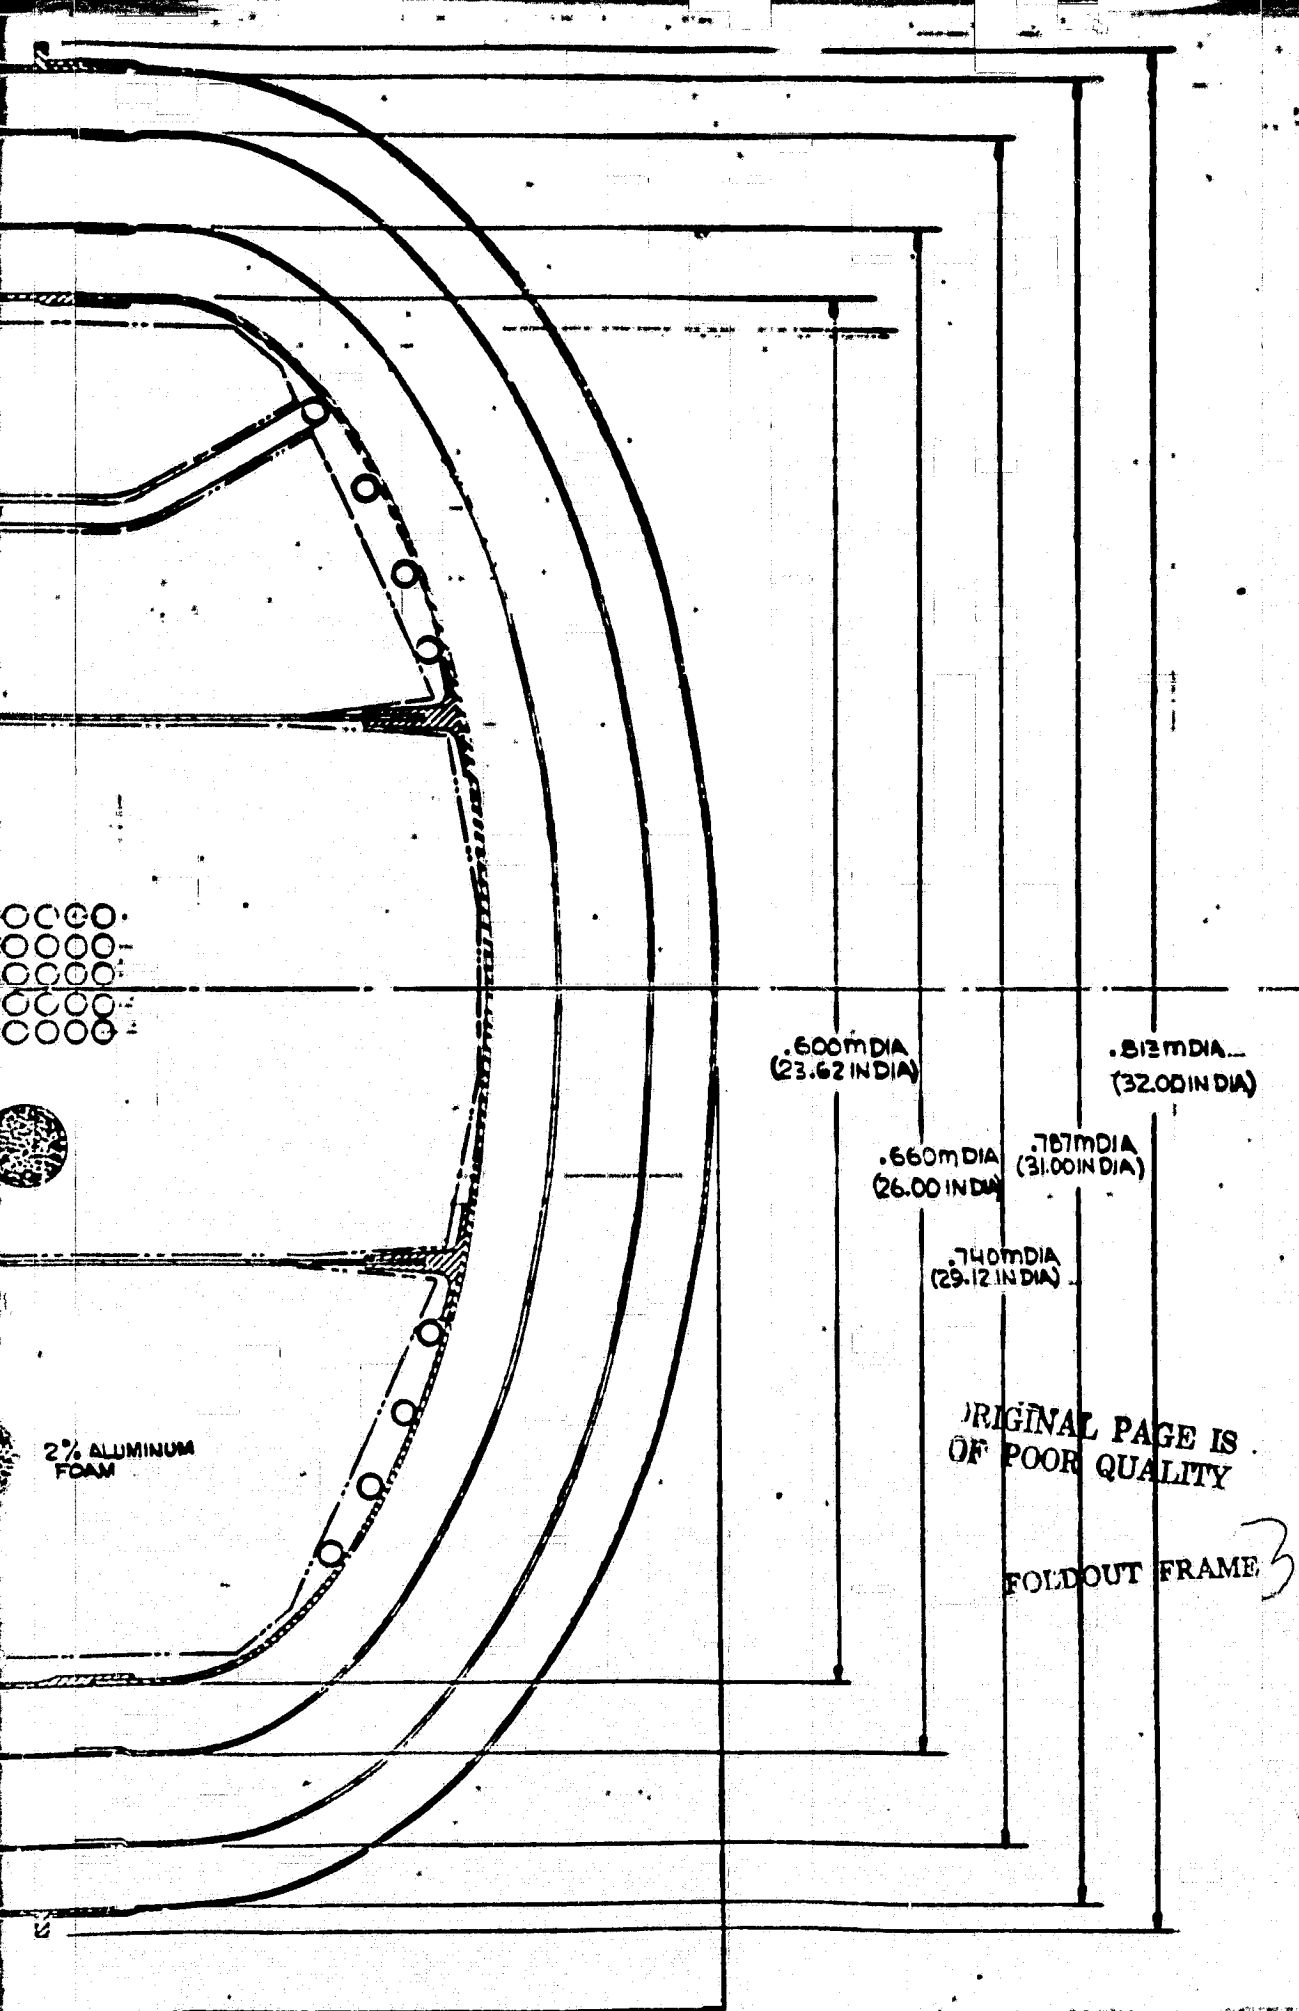 .600m DIA
(23.62 IN DIA)
.813m DIA
(32.00 IN DIA)
.660m DIA
(26.00 IN DIA)
.787m DIA
(31.00 IN DIA)
.740m DIA
(29.12 IN DIA)
2% ALUMINUM
FOAM
ORIGINAL PAGE IS
OF POOR QUALITY
FOLDOUT FRAME 3